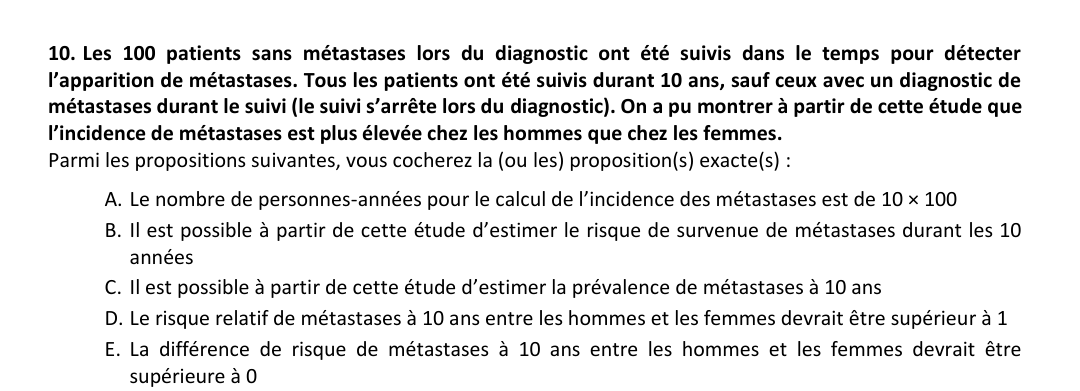 10. Les 100 patients sans métastases lors du diagnostic ont été suivis dans le temps pour détecter
l’apparition de métastases. Tous les patients ont été suivis durant 10 ans, sauf ceux avec un diagnostic de
métastases durant le suivi (le suivi s’arrête lors du diagnostic). On a pu montrer à partir de cette étude que
l’incidence de métastases est plus élevée chez les hommes que chez les femmes.
Parmi les propositions suivantes, vous cocherez la (ou les) proposition(s) exacte(s) :
A. Le nombre de personnes-années pour le calcul de l’incidence des métastases est de 10 × 100
B. Il est possible à partir de cette étude d’estimer le risque de survenue de métastases durant les 10
années
C. Il est possible à partir de cette étude d’estimer la prévalence de métastases à 10 ans
D. Le risque relatif de métastases à 10 ans entre les hommes et les femmes devrait être supérieur à 1
E. La différence de risque de métastases à 10 ans entre les hommes et les femmes devrait être
supérieure à 0